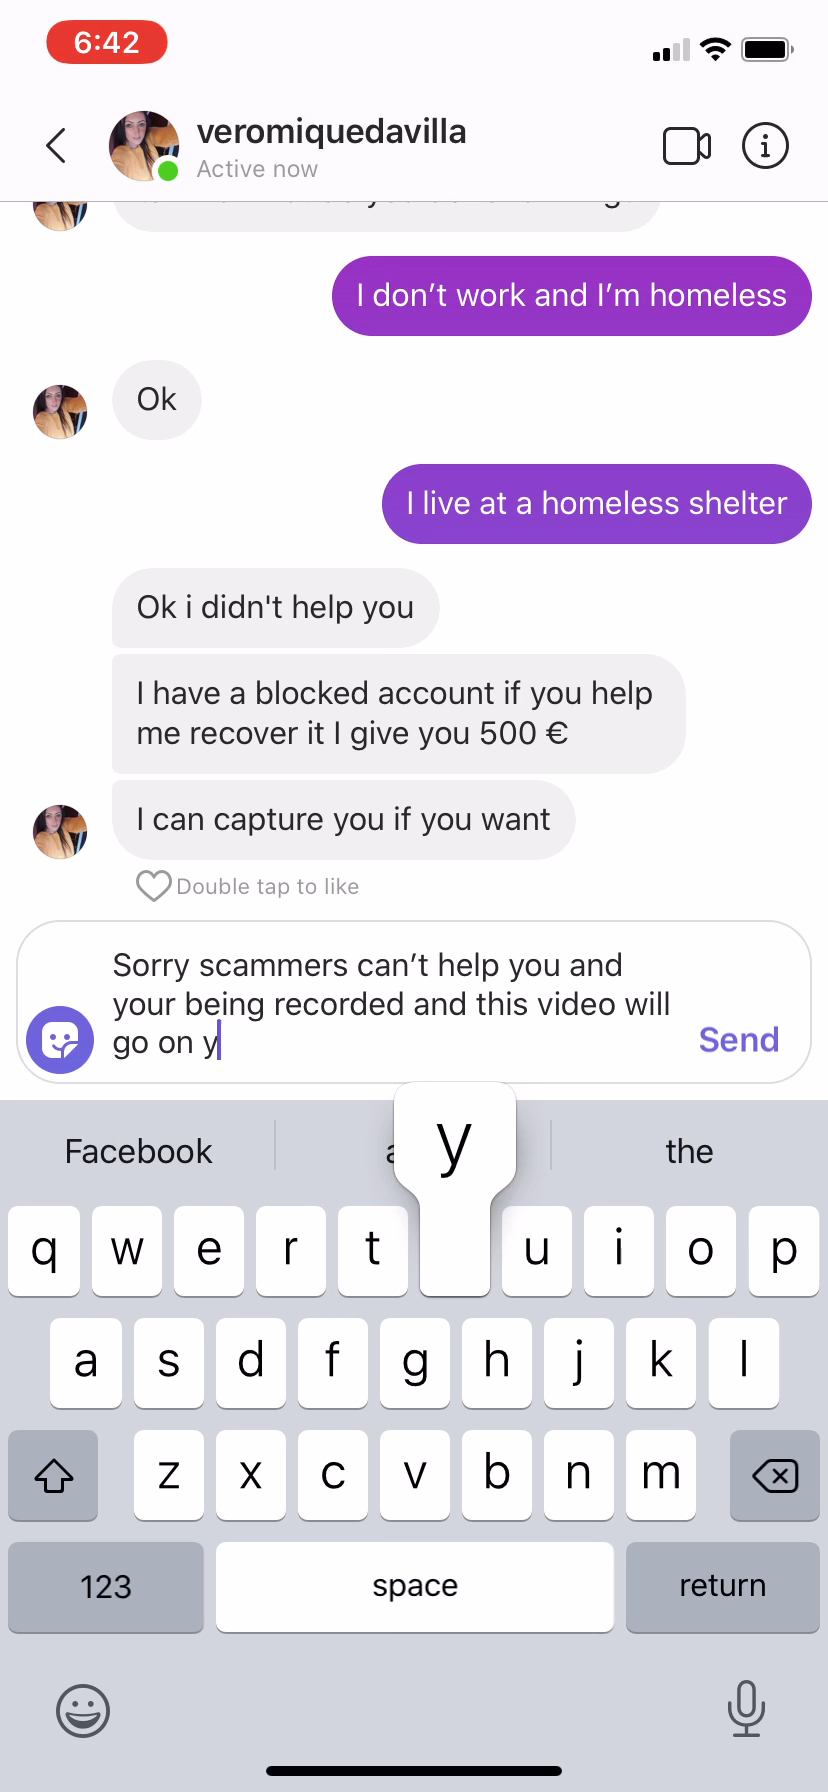 6:42
veromiquedavilla
Active now
I don’t work and I’m homeless
Ok
I live at a homeless shelter
Ok i didn't help you
I have a blocked account if you help
me recover it I give you 500 €
I can capture you if you want
Double tap to like
Sorry scammers can’t help you and
your being recorded and this video will
go on y
Send
Facebook
the
y
q w e r t u i o p
a s d f g h j k l
z x c v b n m
123 space return